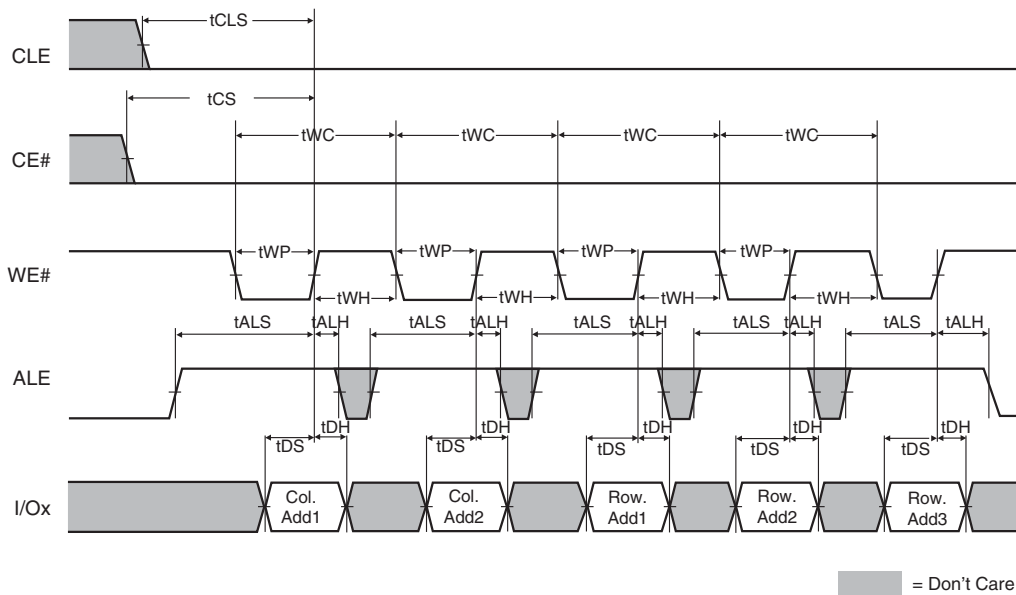 tCLS
CLE
tCS
tWC tWC tWC tWC
CE#
tWP tWP tWP tWP
WE#
tWH tWH tWH tWH
tALS tALH tALS tALH tALS tALH tALS tALH tALS tALH
ALE
tDS tDH tDS tDH tDS tDH tDS tDH tDS tDH
I/Ox
Col. Add1
Col. Add2
Row. Add1
Row. Add2
Row. Add3
= Don't Care